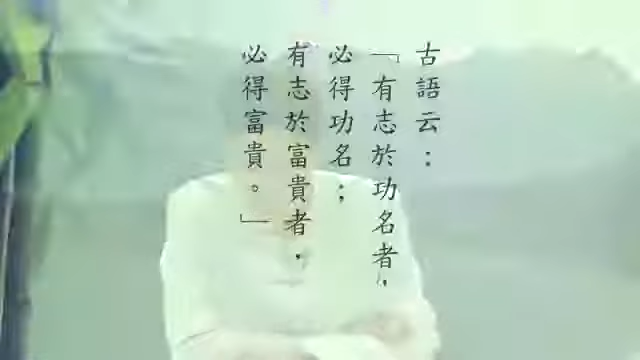 古語云：
「有志於功名者，
必得功名；
有志於富貴者，
必得富貴。」